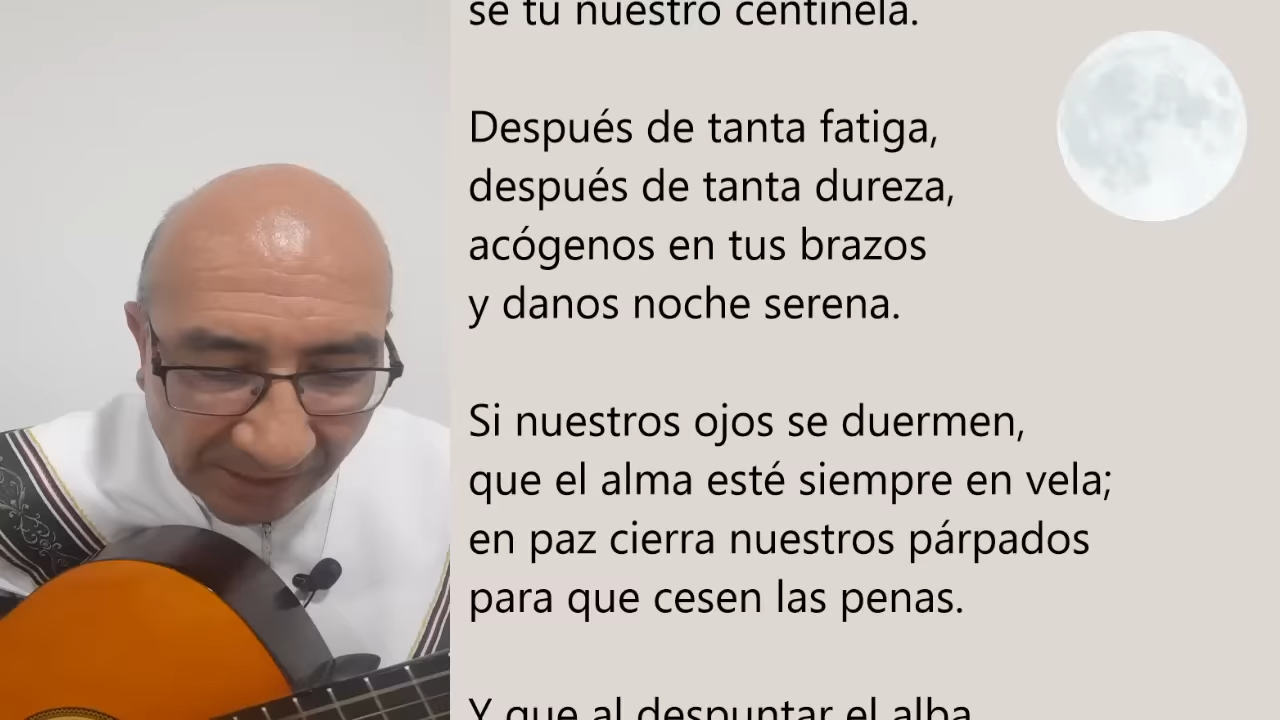 se tú nuestro centinela.
Después de tanta fatiga,
después de tanta dureza,
acógenos en tus brazos
y danos noche serena.
Si nuestros ojos se duermen,
que el alma esté siempre en vela;
en paz cierra nuestros párpados
para que cesen las penas.
Y que al despuntar el alba